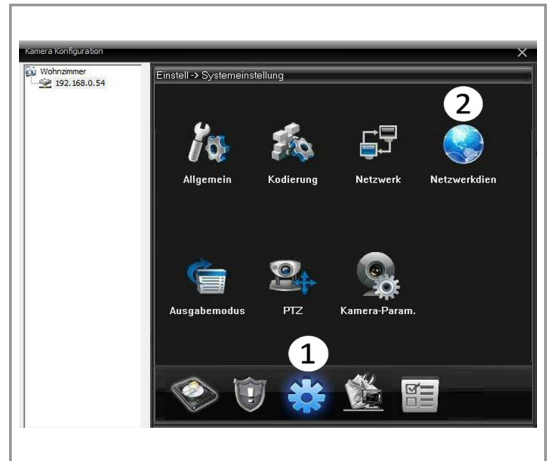 Kamera Konfiguration
Wohnzimmer
192.168.0.54
Einstell-> Systemeinstellung
2
Allgemein Kodierung Netzwerk Netzwerkdien
Ausgabemodus PTZ Kamera-Param.
1